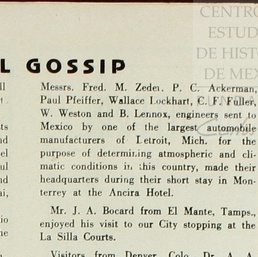 CENTRO
ESTUD
DE HISTO
DE MEX
L GOSSIP
Messrs. Fred. M. Zeden, P. C. Ackerman,
Paul Pfeiffer, Wallace Lockhart, C. F. Fuller,
W. Weston and B. Lennox, engineers sent to
Mexico by one of the largest automobile
manufacturers of Detroit, Mich. for the
purpose of determining atmospheric and cli-
matic conditions in this country, made their
headquarters during their short stay in Mon-
terrey at the Ancira Hotel.
Mr. J. A. Bocard from El Mante, Tamps.,
enjoyed his visit to our City stopping at the
La Silla Courts.
Visitors from Denver, Colo., Dr. A. A.